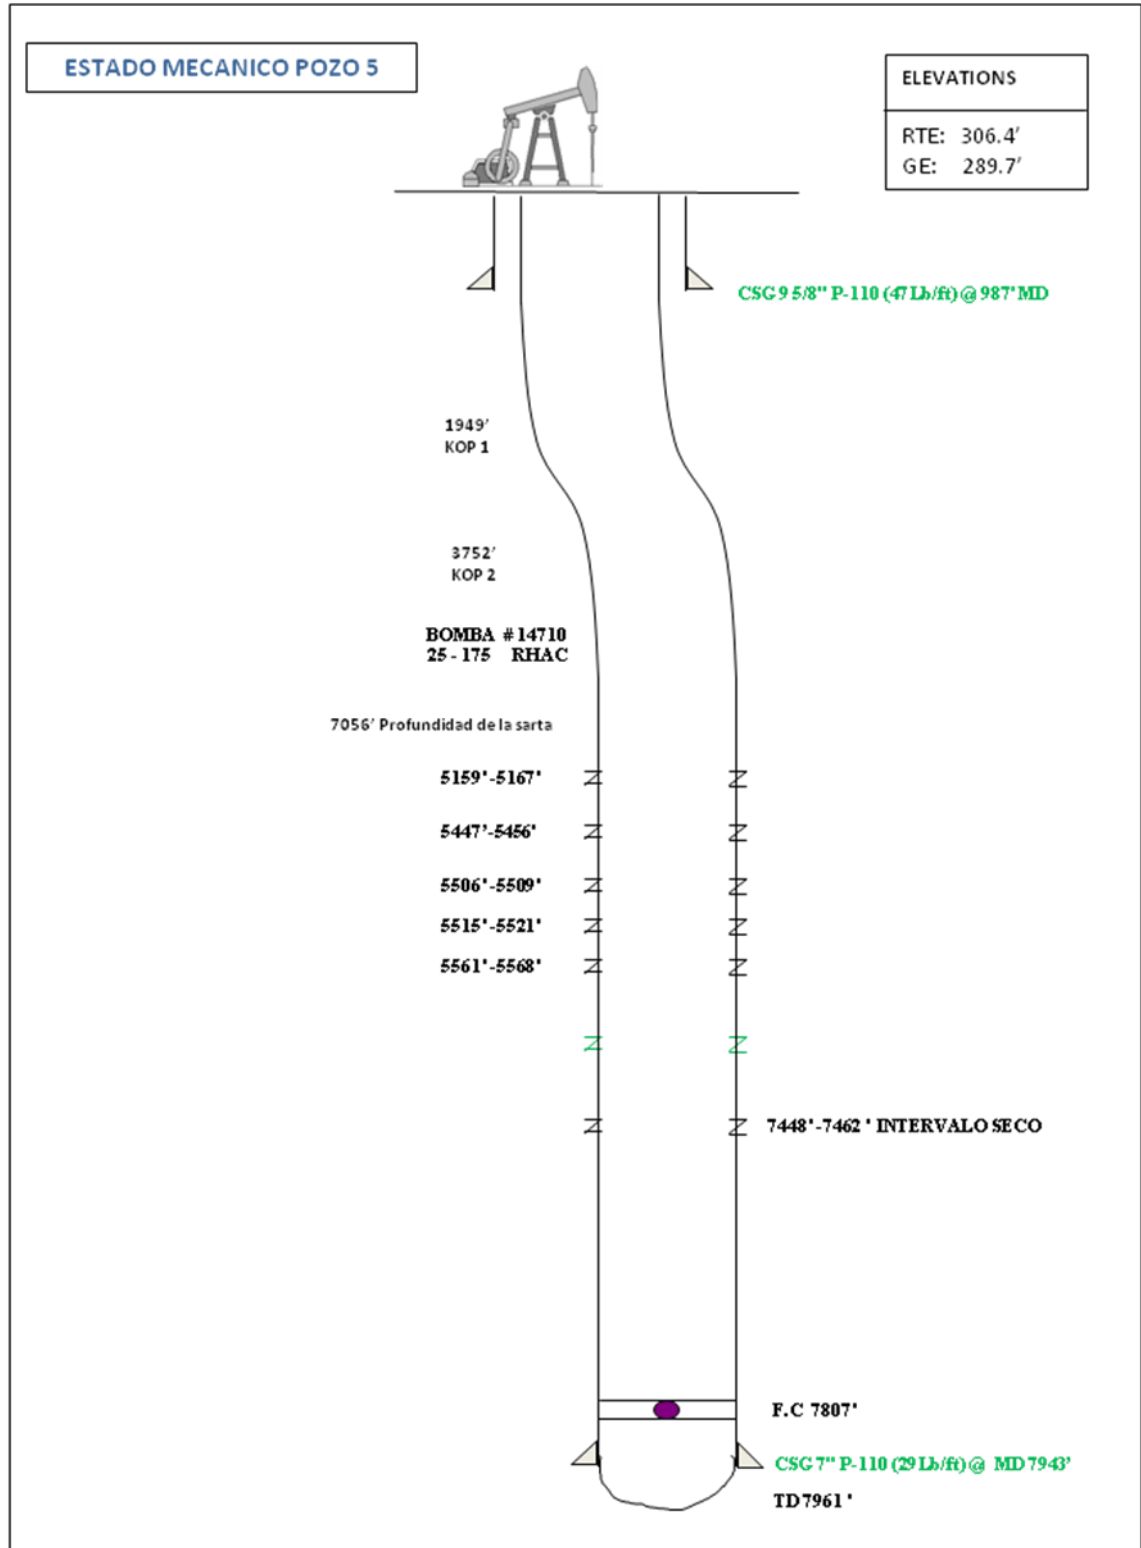 ESTADO MECANICO POZO 5
ELEVATIONS
RTE: 306.4'
GE: 289.7'
CSG 9 5/8" P-110 (47 Lb/ft) @ 987' MD
1949'
KOP 1
3752'
KOP 2
BOMBA # 14710
25 - 175 RHAC
7056' Profundidad de la sarta
5159'-5167'
5447'-5456'
5506'-5509'
5515'-5521'
5561'-5568'
7448'-7462' INTERVALO SECO
F.C 7807'
CSG 7" P-110 (29 Lb/ft) @ MD 7943'
TD 7961'